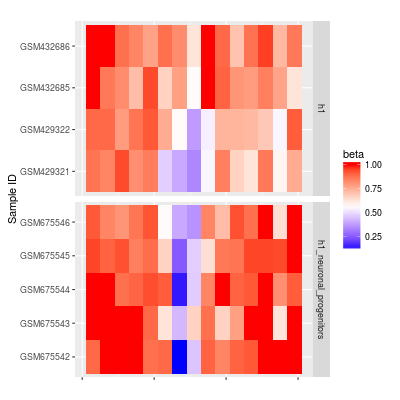 GSM432686
GSM432685
GSM429322
GSM429321
h1
GSM675546
GSM675545
GSM675544
GSM675543
GSM675542
h1_neuronal_progenitors
Sample ID
beta
1.00
0.75
0.50
0.25